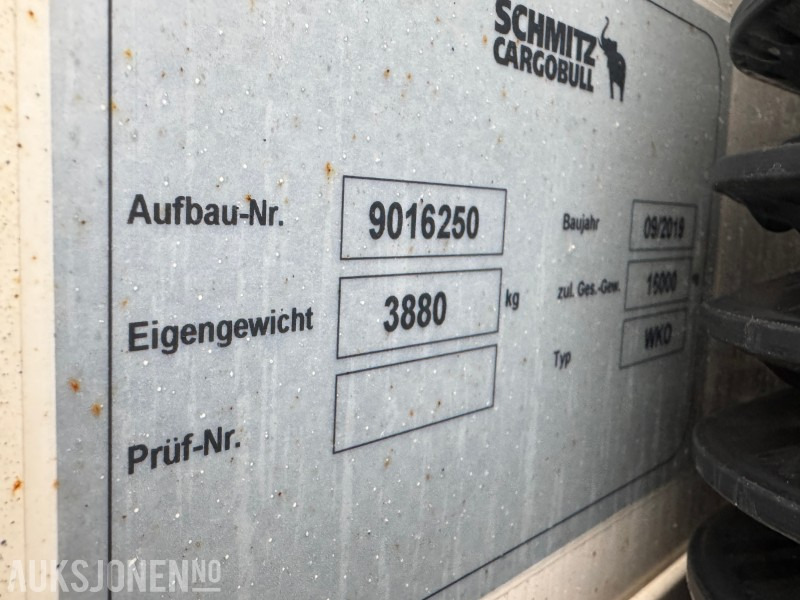 SCHMITZ
CARGOBULL
Aufbau-Nr. 9016250
Baujahr 09/2019
Eigengewicht 3880 kg
zul. Ges.-Gew. 16000
Typ WKO
Prüf-Nr.
AUKSJONEN.NO